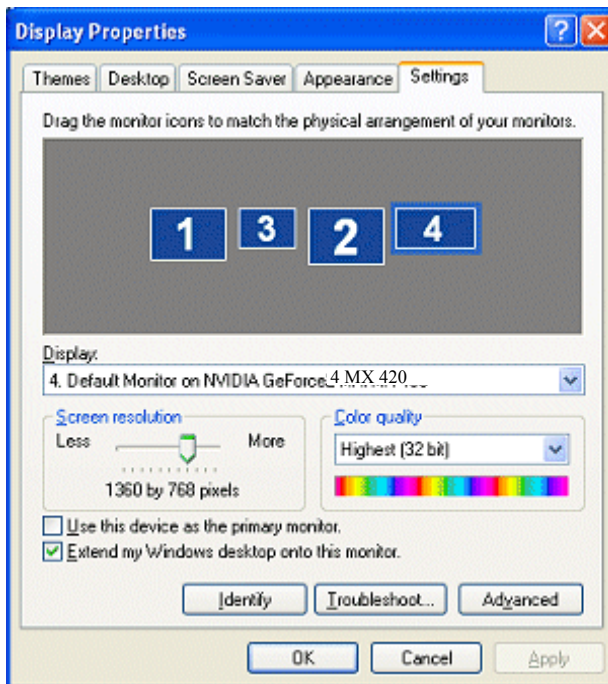 Display Properties
Themes Desktop Screen Saver Appearance Settings
Drag the monitor icons to match the physical arrangement of your monitors.
1 3 2 4
Display:
4. Default Monitor on NVIDIA GeForce 4 MX 420
Screen resolution
Less More
1360 by 768 pixels
Color quality
Highest (32 bit)
Use this device as the primary monitor.
Extend my Windows desktop onto this monitor.
Identify Troubleshoot... Advanced
OK Cancel Apply